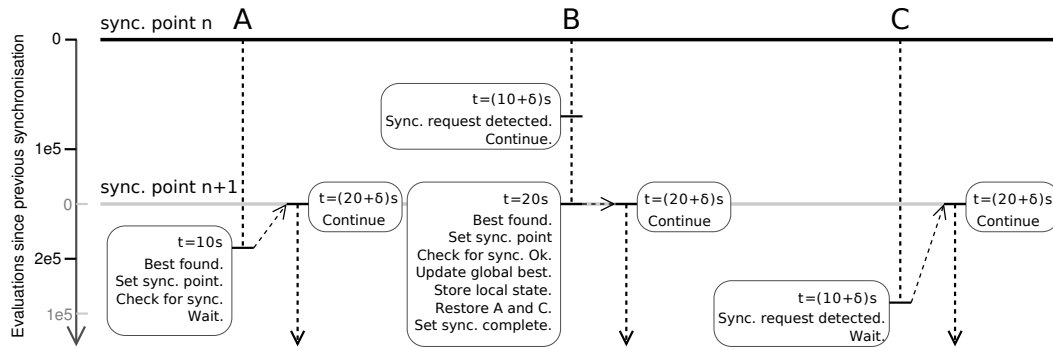 sync. point n
A
B
C
Evaluations since previous synchronisation
0
1e5
0
2e5
1e5
t=(10+δ)s
Sync. request detected.
Continue.
sync. point n+1
t=10s
Best found.
Set sync. point.
Check for sync.
Wait.
t=(20+δ)s
Continue
t=20s
Best found.
Set sync. point
Check for sync. Ok.
Update global best.
Store local state.
Restore A and C.
Set sync. complete.
t=(20+δ)s
Continue
t=(10+δ)s
Sync. request detected.
Wait.
t=(20+δ)s
Continue